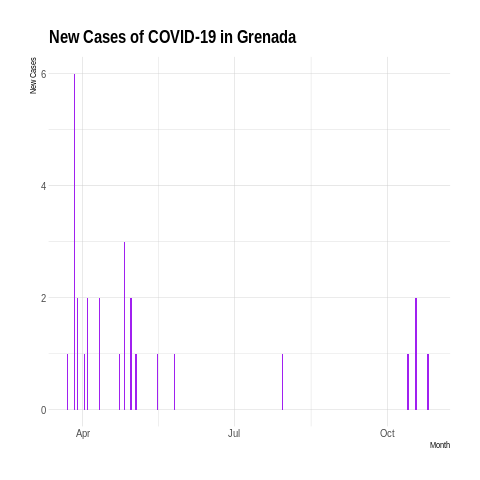 New Cases of COVID-19 in Grenada
New Cases
6
4
2
0
Apr
Jul
Oct
Month